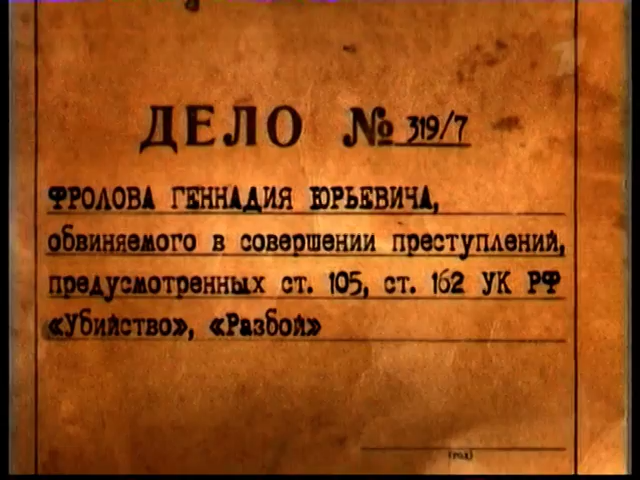 ДЕЛО № 319/7
ФРОЛОВА ГЕННАДИЯ ЮРЬЕВИЧА,
обвиняемого в совершении преступлений,
предусмотренных ст. 105, ст. 162 УК РФ
«Убийство», «Разбой»
(год)